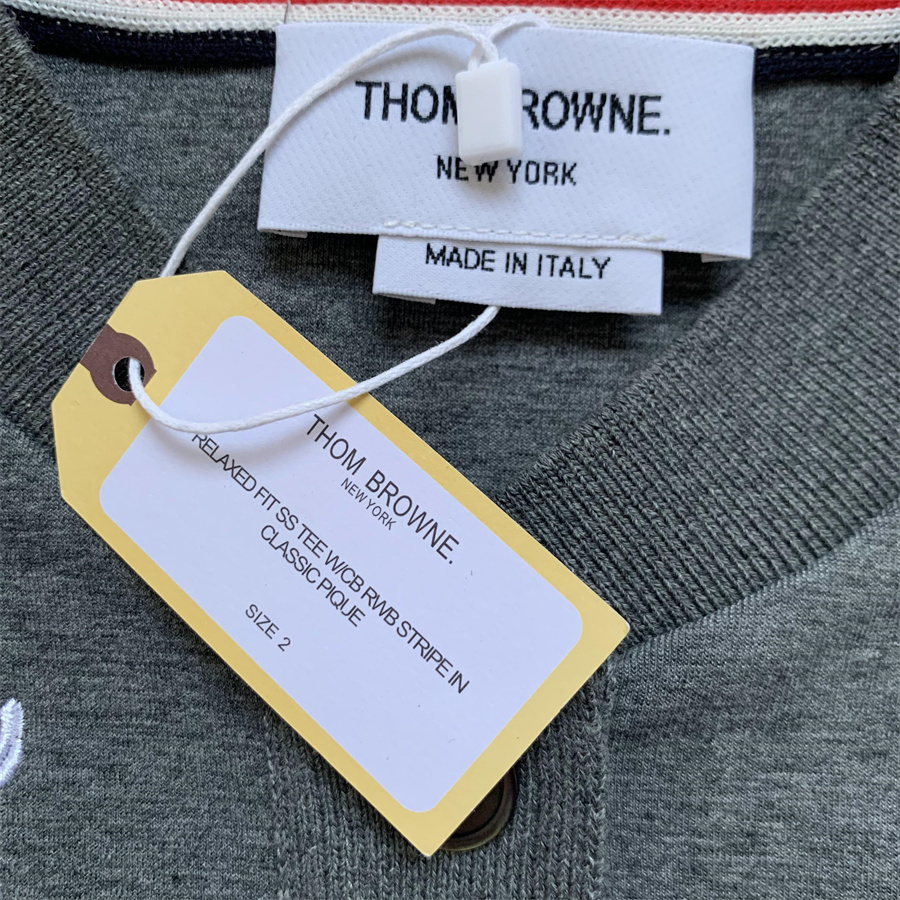 THOM BROWNE.
NEW YORK
MADE IN ITALY
THOM BROWNE.
NEW YORK
RELAXED FIT SS TEE W/CB RWB STRIPE IN
CLASSIC PIQUE
SIZE 2